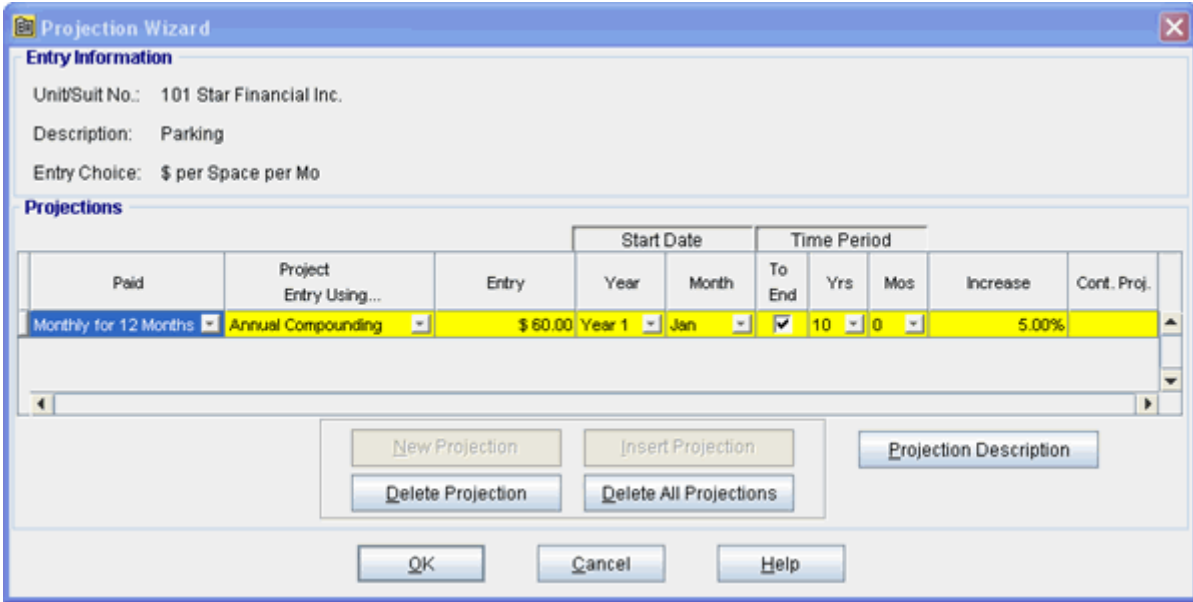 Projection Wizard
Entry Information
Unit/Suit No.: 101 Star Financial Inc.
Description: Parking
Entry Choice: $ per Space per Mo
Projections
Start Date Time Period
Paid Project Entry Using... Entry Year Month To End Yrs Mos Increase Cont. Proj.
Monthly for 12 Months Annual Compounding $ 60.00 Year 1 Jan 10 0 5.00%
New Projection Insert Projection Projection Description
Delete Projection Delete All Projections
OK Cancel Help